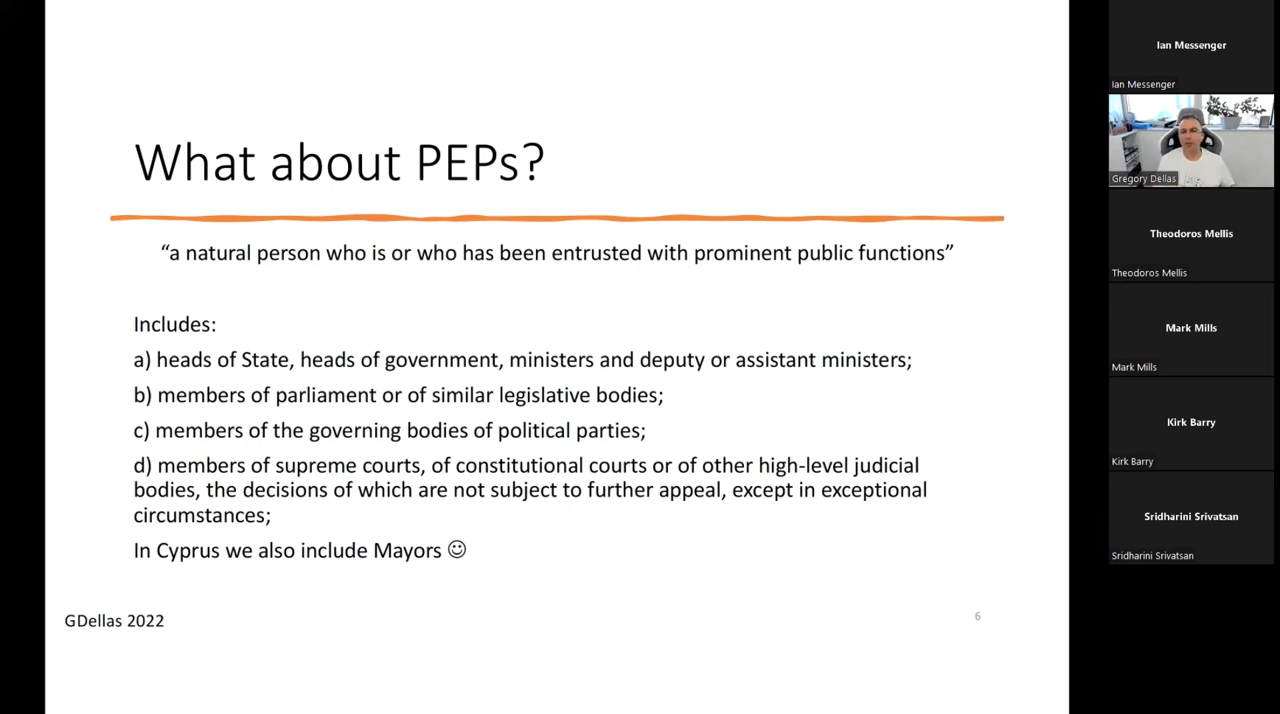 What about PEPs?
“a natural person who is or who has been entrusted with prominent public functions”
Includes:
a) heads of State, heads of government, ministers and deputy or assistant ministers;
b) members of parliament or of similar legislative bodies;
c) members of the governing bodies of political parties;
d) members of supreme courts, of constitutional courts or of other high-level judicial
bodies, the decisions of which are not subject to further appeal, except in exceptional
circumstances;
In Cyprus we also include Mayors ☺
GDellas 2022
6
Ian Messenger
Ian Messenger
Gregory Dellas
Theodoros Mellis
Theodoros Mellis
Mark Mills
Mark Mills
Kirk Barry
Kirk Barry
Sridharini Srivatsan
Sridharini Srivatsan